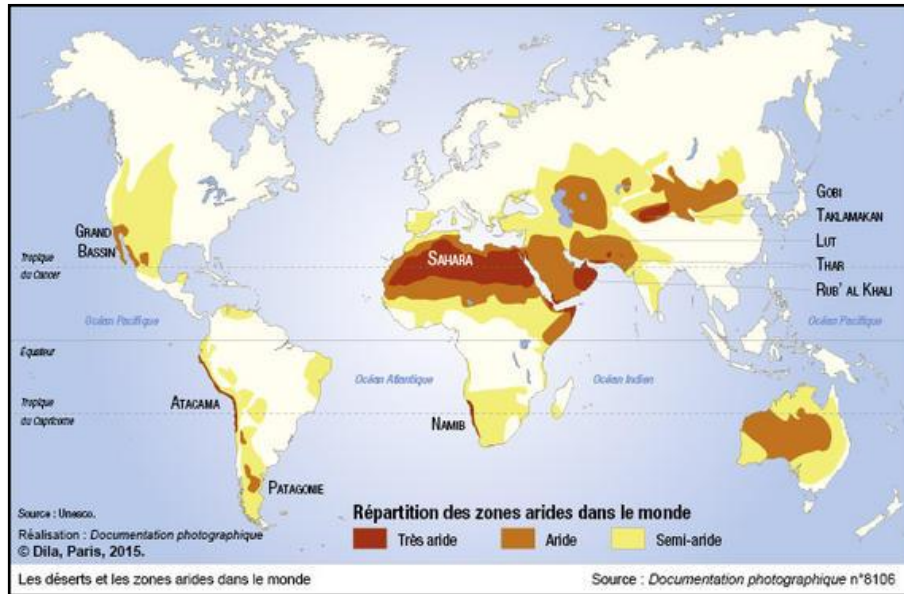 GRAND
BASSIN
Tropique
du Cancer
Océan Pacifique
Équateur
ATACAMA
Tropique
du Capricorne
PATAGONIE
SAHARA
Océan Atlantique
NAMIB
Océan Indien
GOBI
TAKLAMAKAN
LUT
THAR
RUB' AL KHALI
Océan Pacifique
Source : Unesco.
Réalisation : Documentation photographique
© Dila, Paris, 2015.
Répartition des zones arides dans le monde
Très aride
Aride
Semi-aride
Les déserts et les zones arides dans le monde
Source : Documentation photographique n°8106